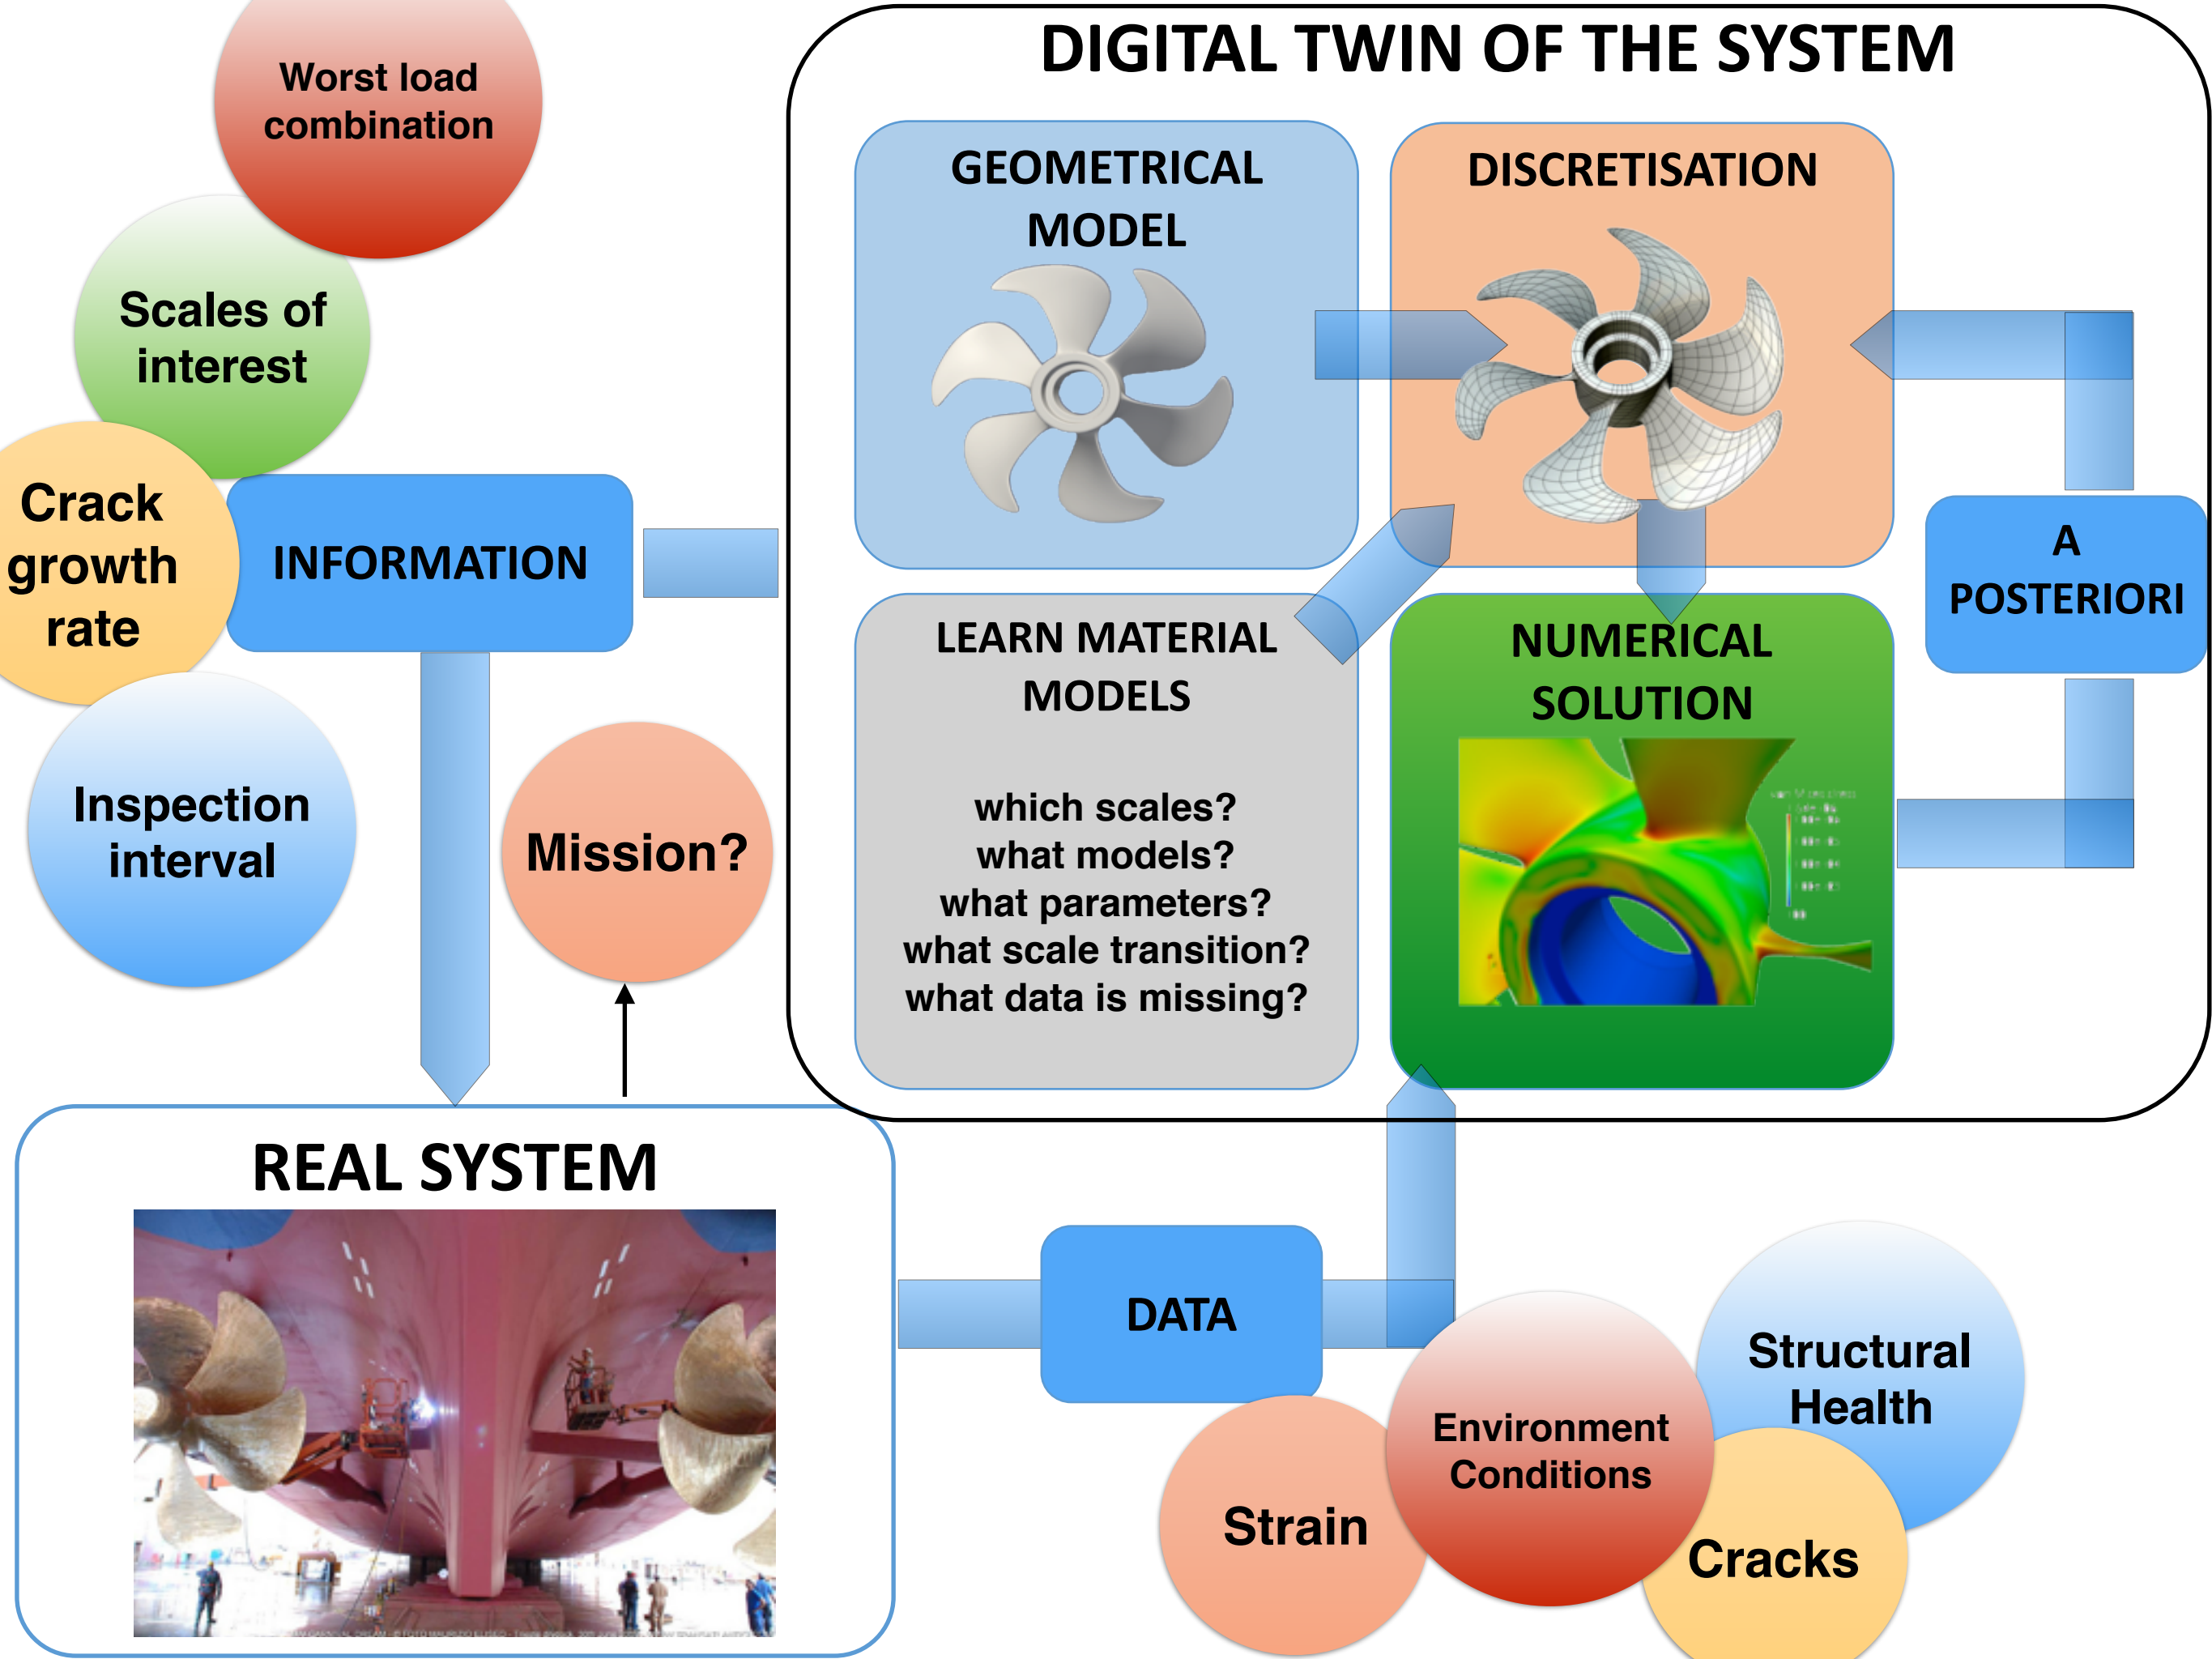 DIGITAL TWIN OF THE SYSTEM
Worst load
combination
Scales of
interest
Crack
growth
rate
Inspection
interval
INFORMATION
Mission?
GEOMETRICAL
MODEL
DISCRETISATION
LEARN MATERIAL
MODELS
which scales?
what models?
what parameters?
what scale transition?
what data is missing?
NUMERICAL
SOLUTION
A
POSTERIORI
REAL SYSTEM
DATA
Strain
Environment
Conditions
Structural
Health
Cracks